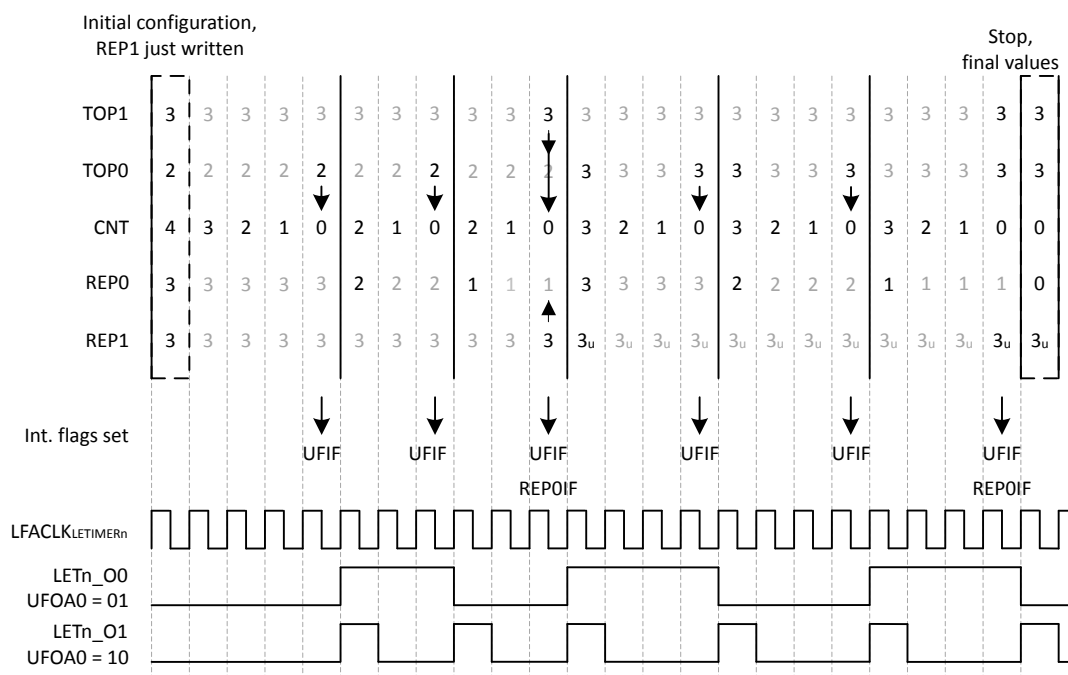 Initial configuration,
REP1 just written
Stop,
final values
TOP1 3 3 3 3 3 3 3 3 3 3 3 3 3 3 3 3 3 3 3 3 3 3 3 3
TOP0 2 2 2 2 2 2 2 2 2 2 2 3 3 3 3 3 3 3 3 3 3 3 3 3
CNT 4 3 2 1 0 2 1 0 2 1 0 3 2 1 0 3 2 1 0 3 2 1 0 0
REP0 3 3 3 3 3 2 2 2 1 1 1 3 3 3 3 2 2 2 2 1 1 1 1 0
REP1 3 3 3 3 3 3 3 3 3 3 3 3u 3u 3u 3u 3u 3u 3u 3u 3u 3u 3u 3u 3u
Int. flags set
UFIF UFIF UFIF UFIF UFIF UFIF
REP0IF REP0IF
LFACLKLETIMERn
LETn_O0
UFOA0 = 01
LETn_O1
UFOA0 = 10